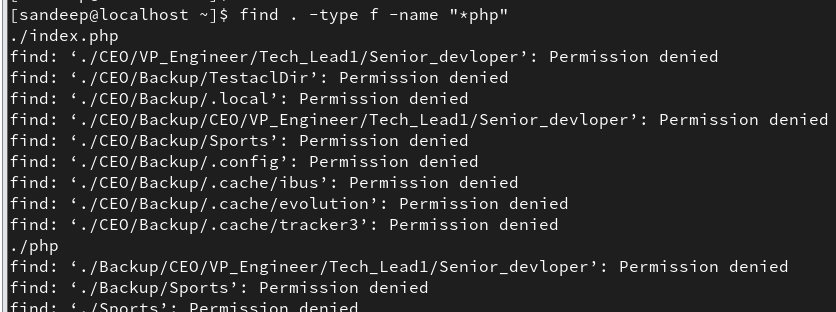 [sandeep@localhost ~]$ find . -type f -name "*php"
./index.php
find: ‘./CEO/VP_Engineer/Tech_Lead1/Senior_devloper’: Permission denied
find: ‘./CEO/Backup/TestaclDir’: Permission denied
find: ‘./CEO/Backup/.local’: Permission denied
find: ‘./CEO/Backup/CEO/VP_Engineer/Tech_Lead1/Senior_devloper’: Permission denied
find: ‘./CEO/Backup/Sports’: Permission denied
find: ‘./CEO/Backup/.config’: Permission denied
find: ‘./CEO/Backup/.cache/ibus’: Permission denied
find: ‘./CEO/Backup/.cache/evolution’: Permission denied
find: ‘./CEO/Backup/.cache/tracker3’: Permission denied
./php
find: ‘./Backup/CEO/VP_Engineer/Tech_Lead1/Senior_devloper’: Permission denied
find: ‘./Backup/Sports’: Permission denied
find: ‘./Sports’: Permission denied